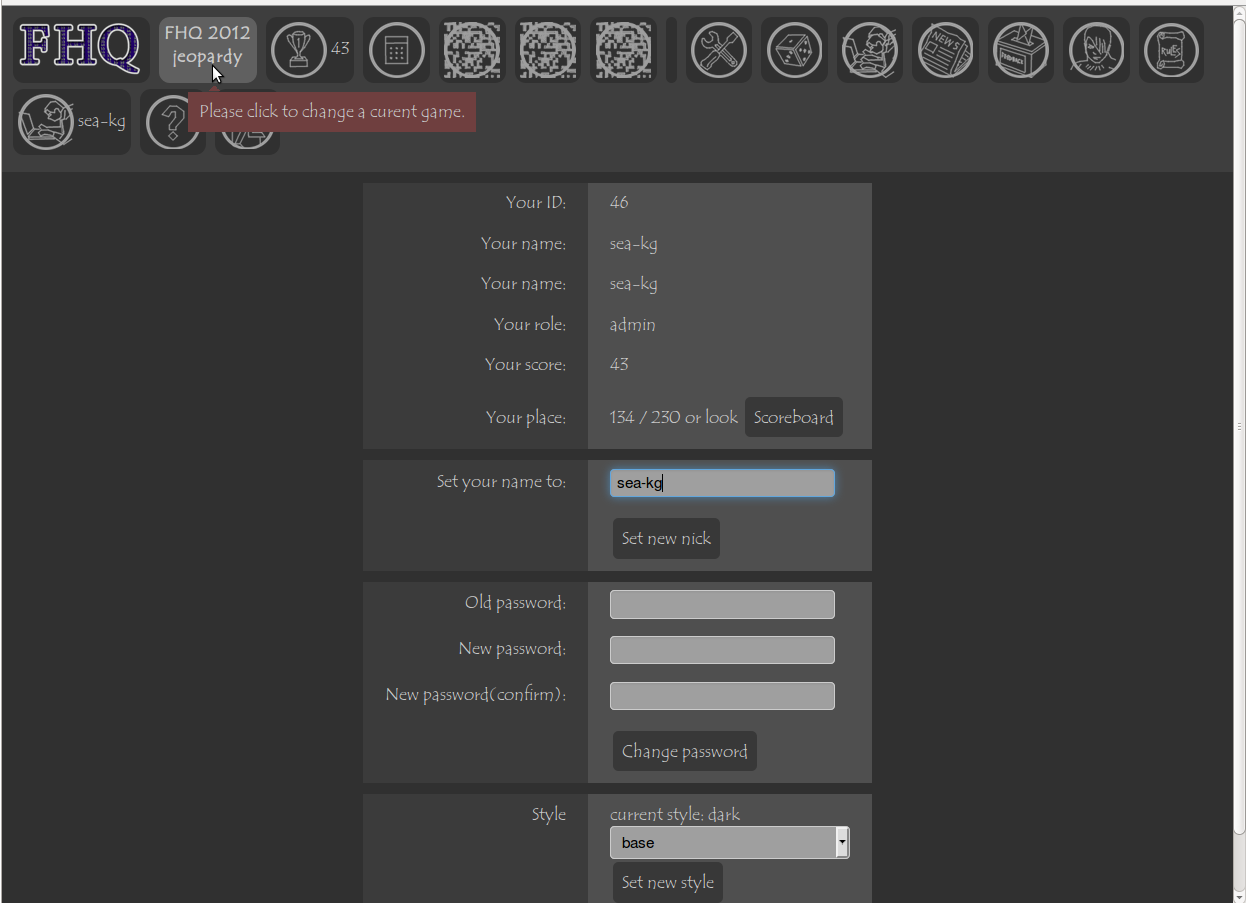 FHQ
FHQ 2012
jeopardy
43
NEWS
FEEDBACK
RULES
Please click to change a curent game.
sea-kg
?
Your ID: 46
Your name: sea-kg
Your name: sea-kg
Your role: admin
Your score: 43
Your place: 134 / 230 or look Scoreboard
Set your name to: sea-kg
Set new nick
Old password:
New password:
New password(confirm):
Change password
Style current style: dark
base
Set new style